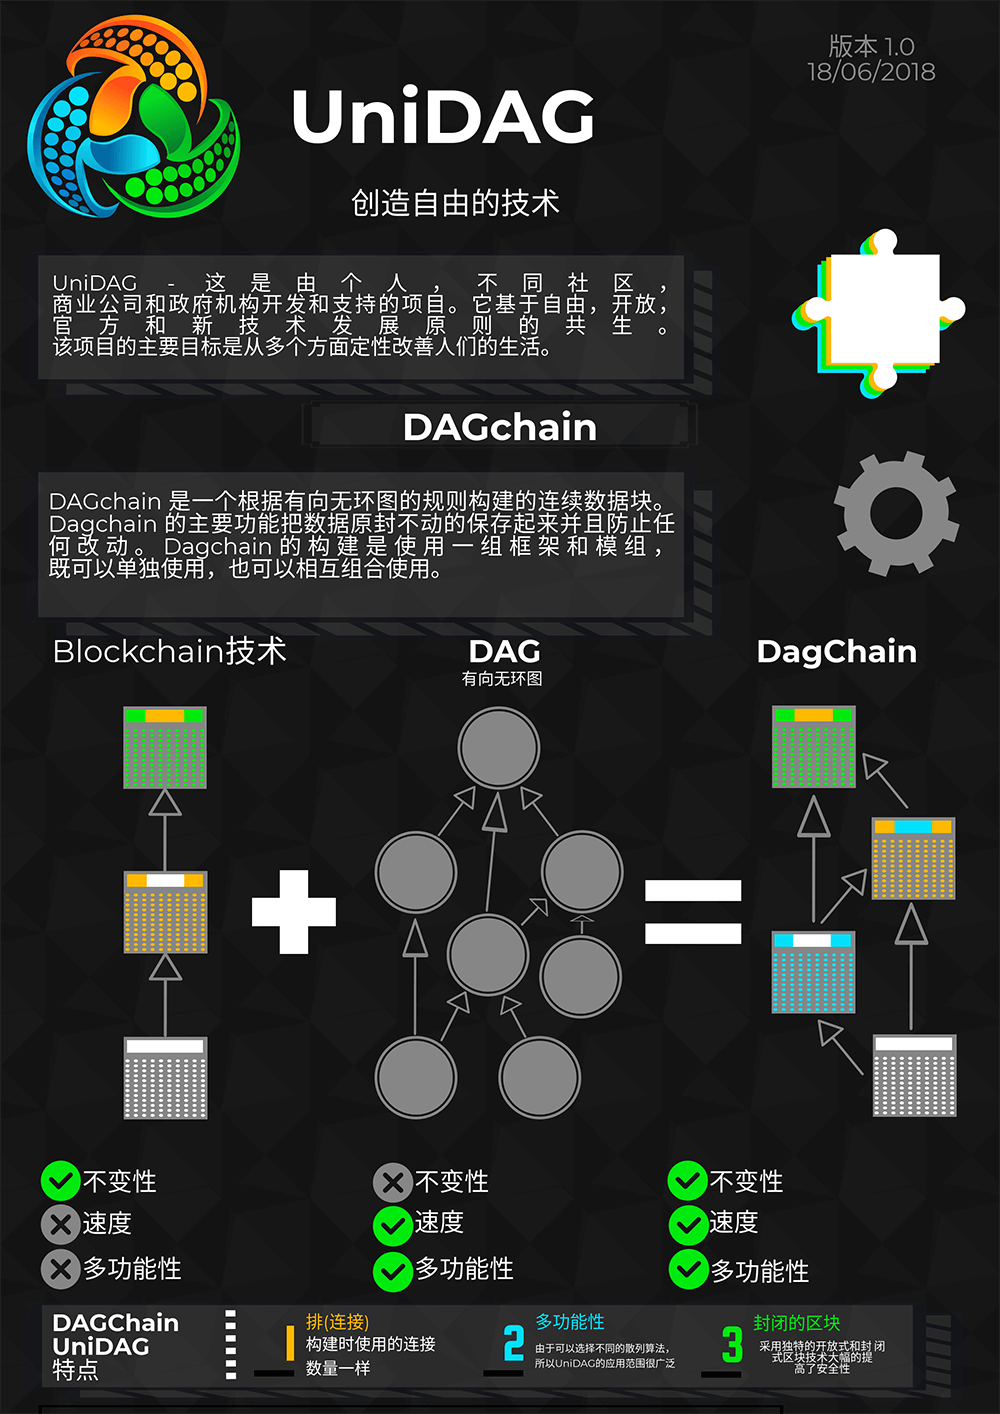 版本 1.0
18/06/2018
UniDAG
创造自由的技术
UniDAG - 这是由个人，不同社区，
商业公司和政府机构开发和支持的项目。它基于自由，开放，
官方和新技术发展原则的共生。
该项目的主要目标是从多个方面定性改善人们的生活。
DAGchain
DAGchain 是一个根据有向无环图的规则构建的连续数据块。
Dagchain 的主要功能把数据原封不动的保存起来并且防止任
何改动。Dagchain 的构建是使用一组框架和模组，
既可以单独使用，也可以相互组合使用。
Blockchain技术
DAG
有向无环图
DagChain
不变性
速度
多功能性
不变性
速度
多功能性
不变性
速度
多功能性
DAGChain
UniDAG
特点
1
排(连接)
构建时使用的连接
数量一样
2
多功能性
由于可以选择不同的散列算法，
所以UniDAG的应用范围很广泛
3
封闭的区块
采用独特的开放式和封闭
式区块技术大幅的提
高了安全性